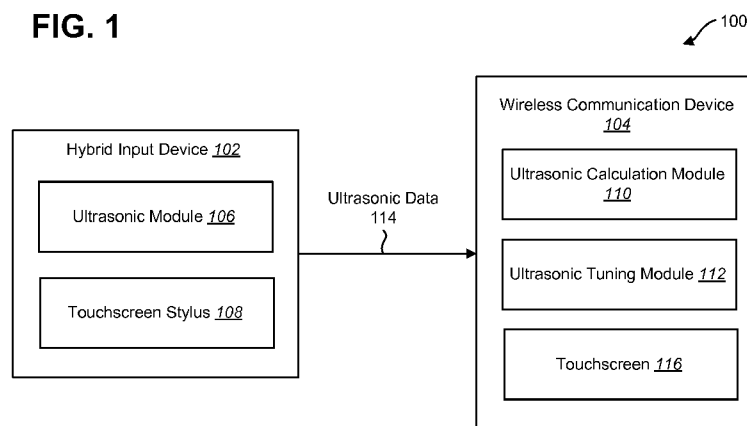 FIG. 1
100
Hybrid Input Device 102
Ultrasonic Module 106
Touchscreen Stylus 108
Ultrasonic Data
114
Wireless Communication Device
104
Ultrasonic Calculation Module
110
Ultrasonic Tuning Module 112
Touchscreen 116